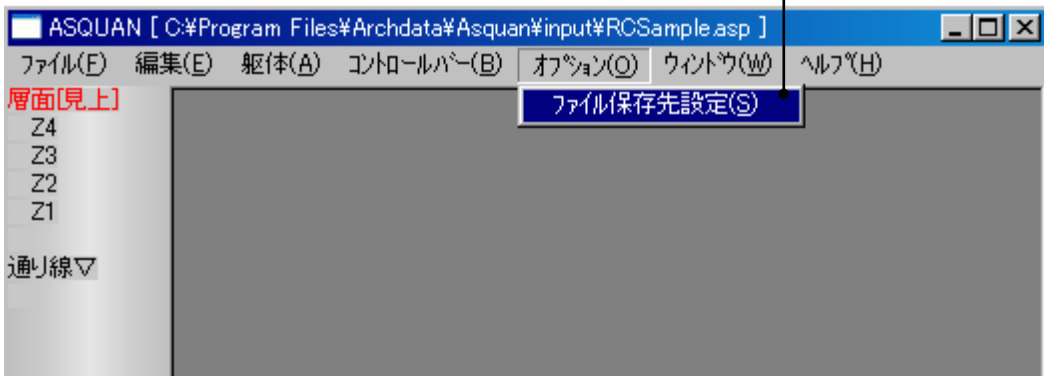 ASQUAN [ C:¥Program Files¥Archdata¥Asquan¥input¥RCSample.asp ]
ファイル(F) 編集(E) 躯体(A) コントロールバー(B) オプション(O) ウィンドウ(W) ヘルプ(H)
ファイル保存先設定(S)
層面[見上]
Z4
Z3
Z2
Z1
通り線▽